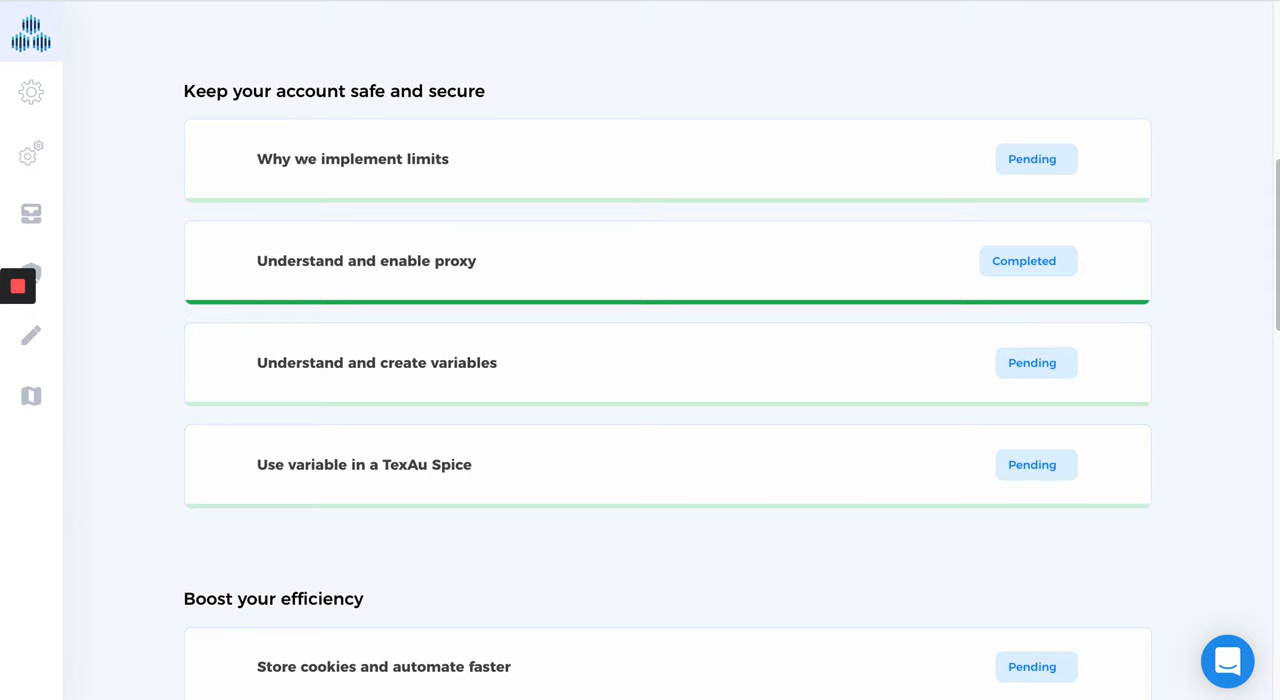 Keep your account safe and secure
Why we implement limits
Pending
Understand and enable proxy
Completed
Understand and create variables
Pending
Use variable in a TexAu Spice
Pending
Boost your efficiency
Store cookies and automate faster
Pending